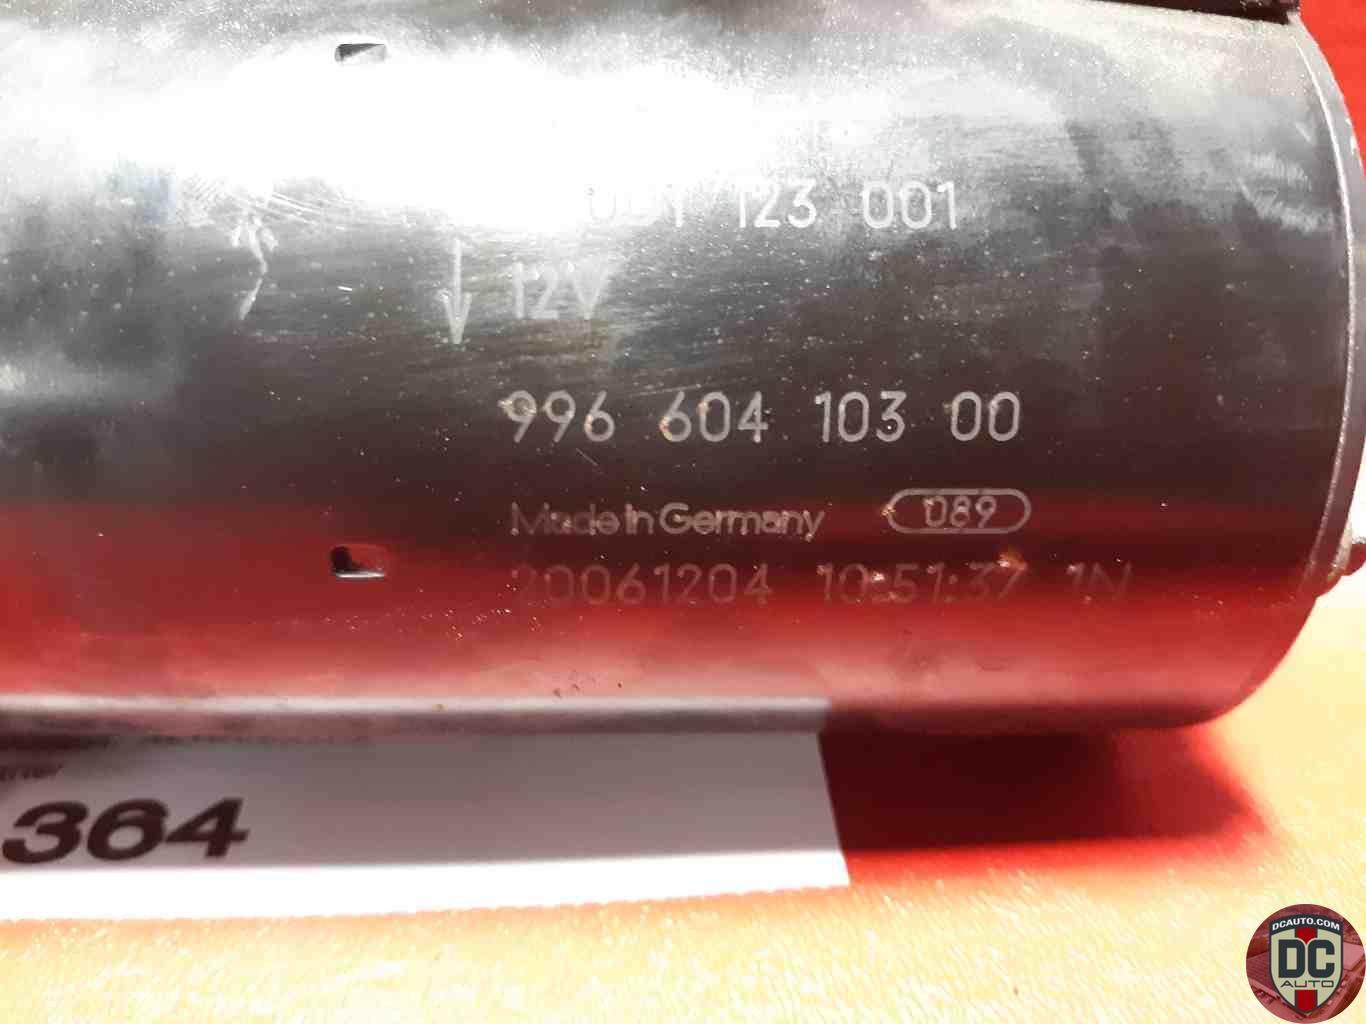 001 123 001
12V
996 604 103 00
Made in Germany 089
20061204 10:51:37 1N
364
DCAUTO.COM
DC
AUTO